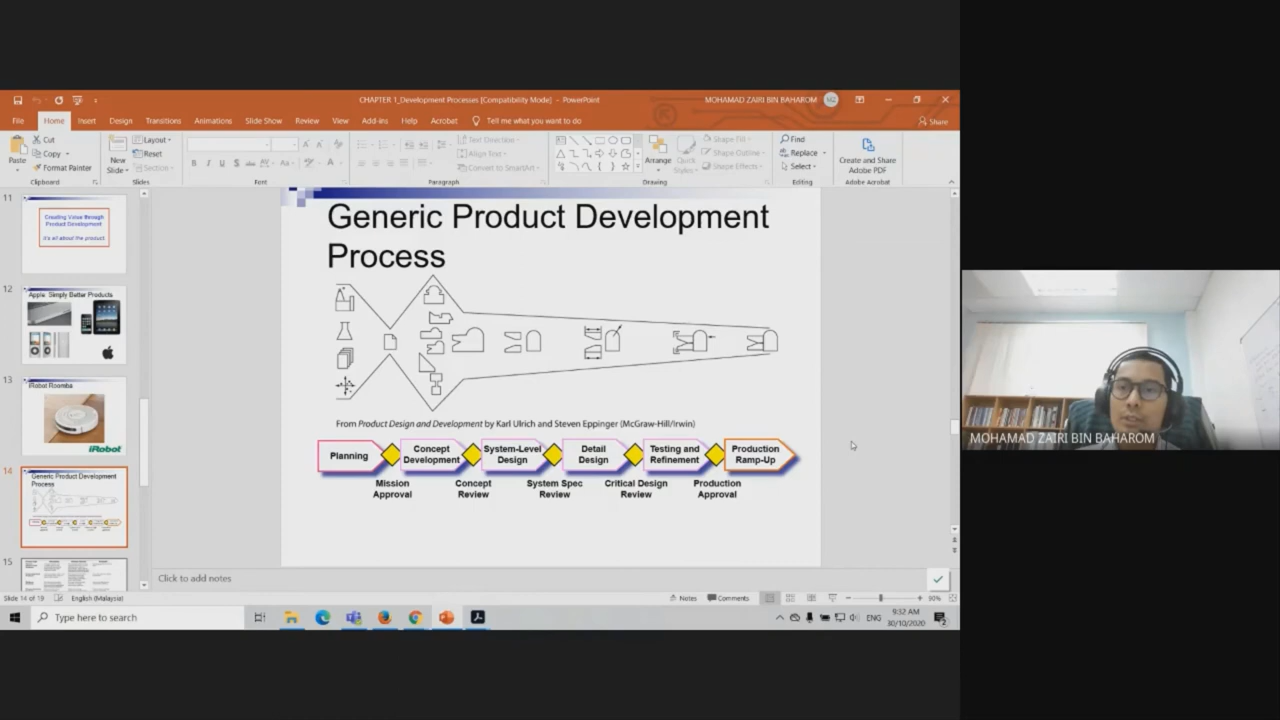 CHAPTER 1_Development Processes [Compatibility Mode] – PowerPoint
MOHAMAD ZAIRI BIN BAHAROM
MZ
File
Home
Insert
Design
Transitions
Animations
Slide Show
Review
View
Add-ins
Help
Acrobat
Tell me what you want to do
Share
Paste
Cut
Copy
Format Painter
Clipboard
New
Slide
Layout
Reset
Section
Slides
Font
Text Direction
Align Text
Convert to SmartArt
Paragraph
Arrange
Quick
Styles
Shape Fill
Shape Outline
Shape Effects
Drawing
Find
Replace
Select
Editing
Create and Share
Adobe PDF
Adobe Acrobat
11
Creating Value through
Product Development
it's all about the product
12
Apple: Simply Better Products
13
iRobot Roomba
iRobot
14
Generic Product Development
Process
15
Generic Product Development
Process
From Product Design and Development by Karl Ulrich and Steven Eppinger (McGraw-Hill/Irwin)
Planning
Concept
Development
System-Level
Design
Detail
Design
Testing and
Refinement
Production
Ramp-Up
Mission
Approval
Concept
Review
System Spec
Review
Critical Design
Review
Production
Approval
Click to add notes
Slide 14 of 19
English (Malaysia)
Notes
Comments
90%
Type here to search
ENG
9:32 AM
30/10/2020
2
MOHAMAD ZAIRI BIN BAHAROM